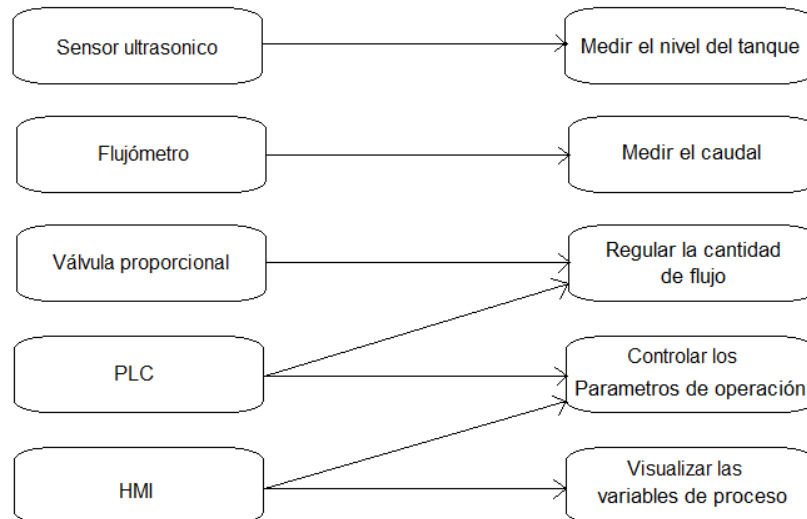 Sensor ultrasonico
Medir el nivel del tanque
Flujómetro
Medir el caudal
Válvula proporcional
Regular la cantidad
de flujo
PLC
Controlar los
Parametros de operación
HMI
Visualizar las
variables de proceso